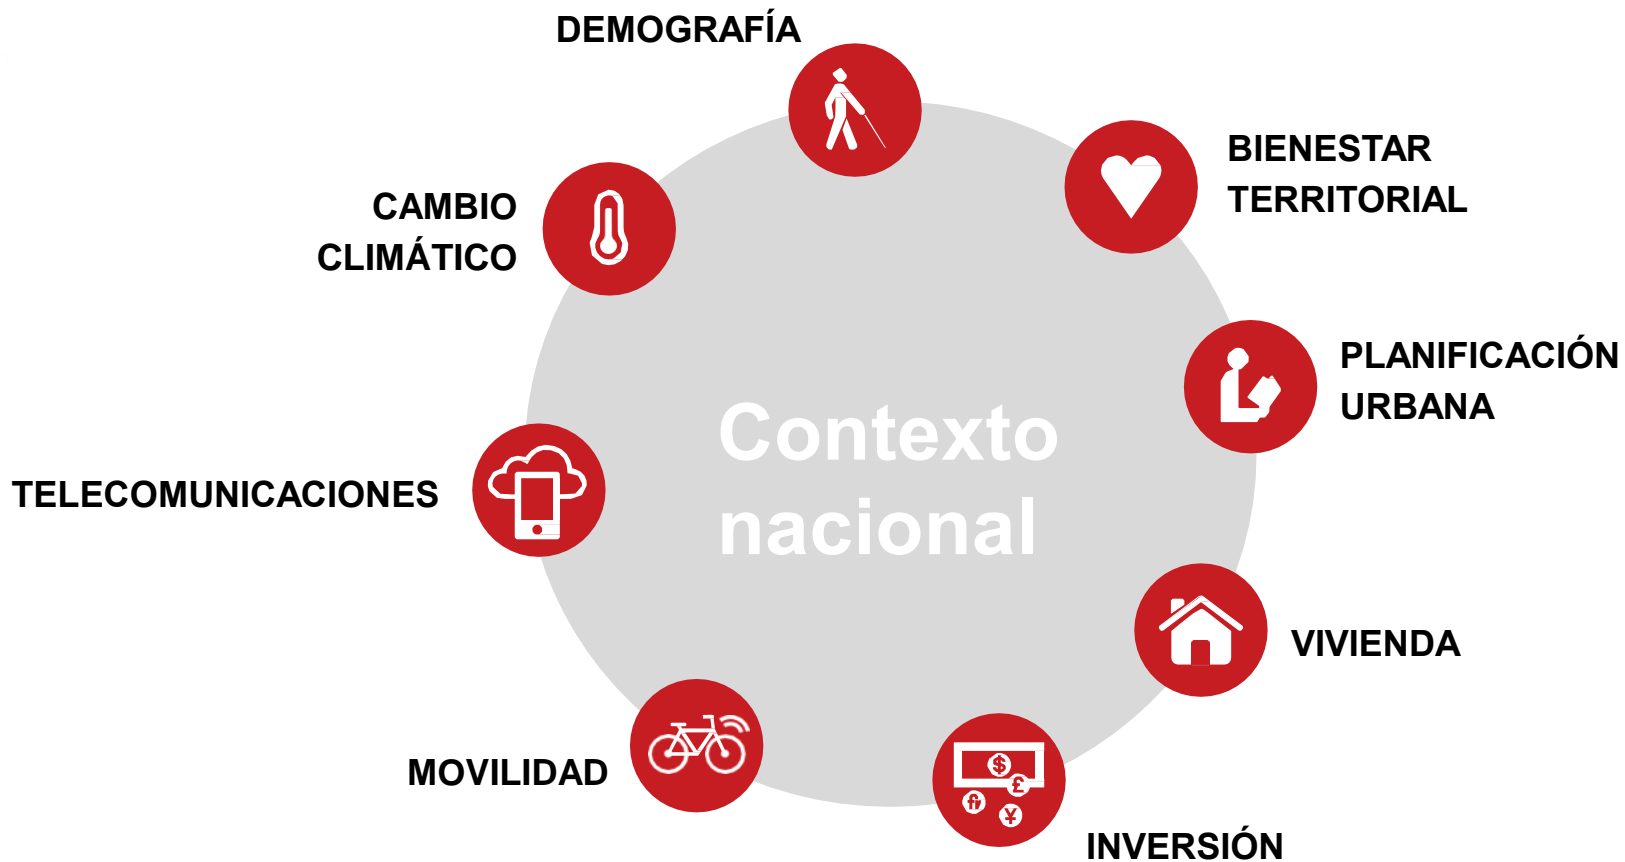 DEMOGRAFÍA
BIENESTAR
TERRITORIAL
CAMBIO
CLIMÁTICO
PLANIFICACIÓN
URBANA
Contexto
nacional
TELECOMUNICACIONES
VIVIENDA
MOVILIDAD
$
£
¥
INVERSIÓN